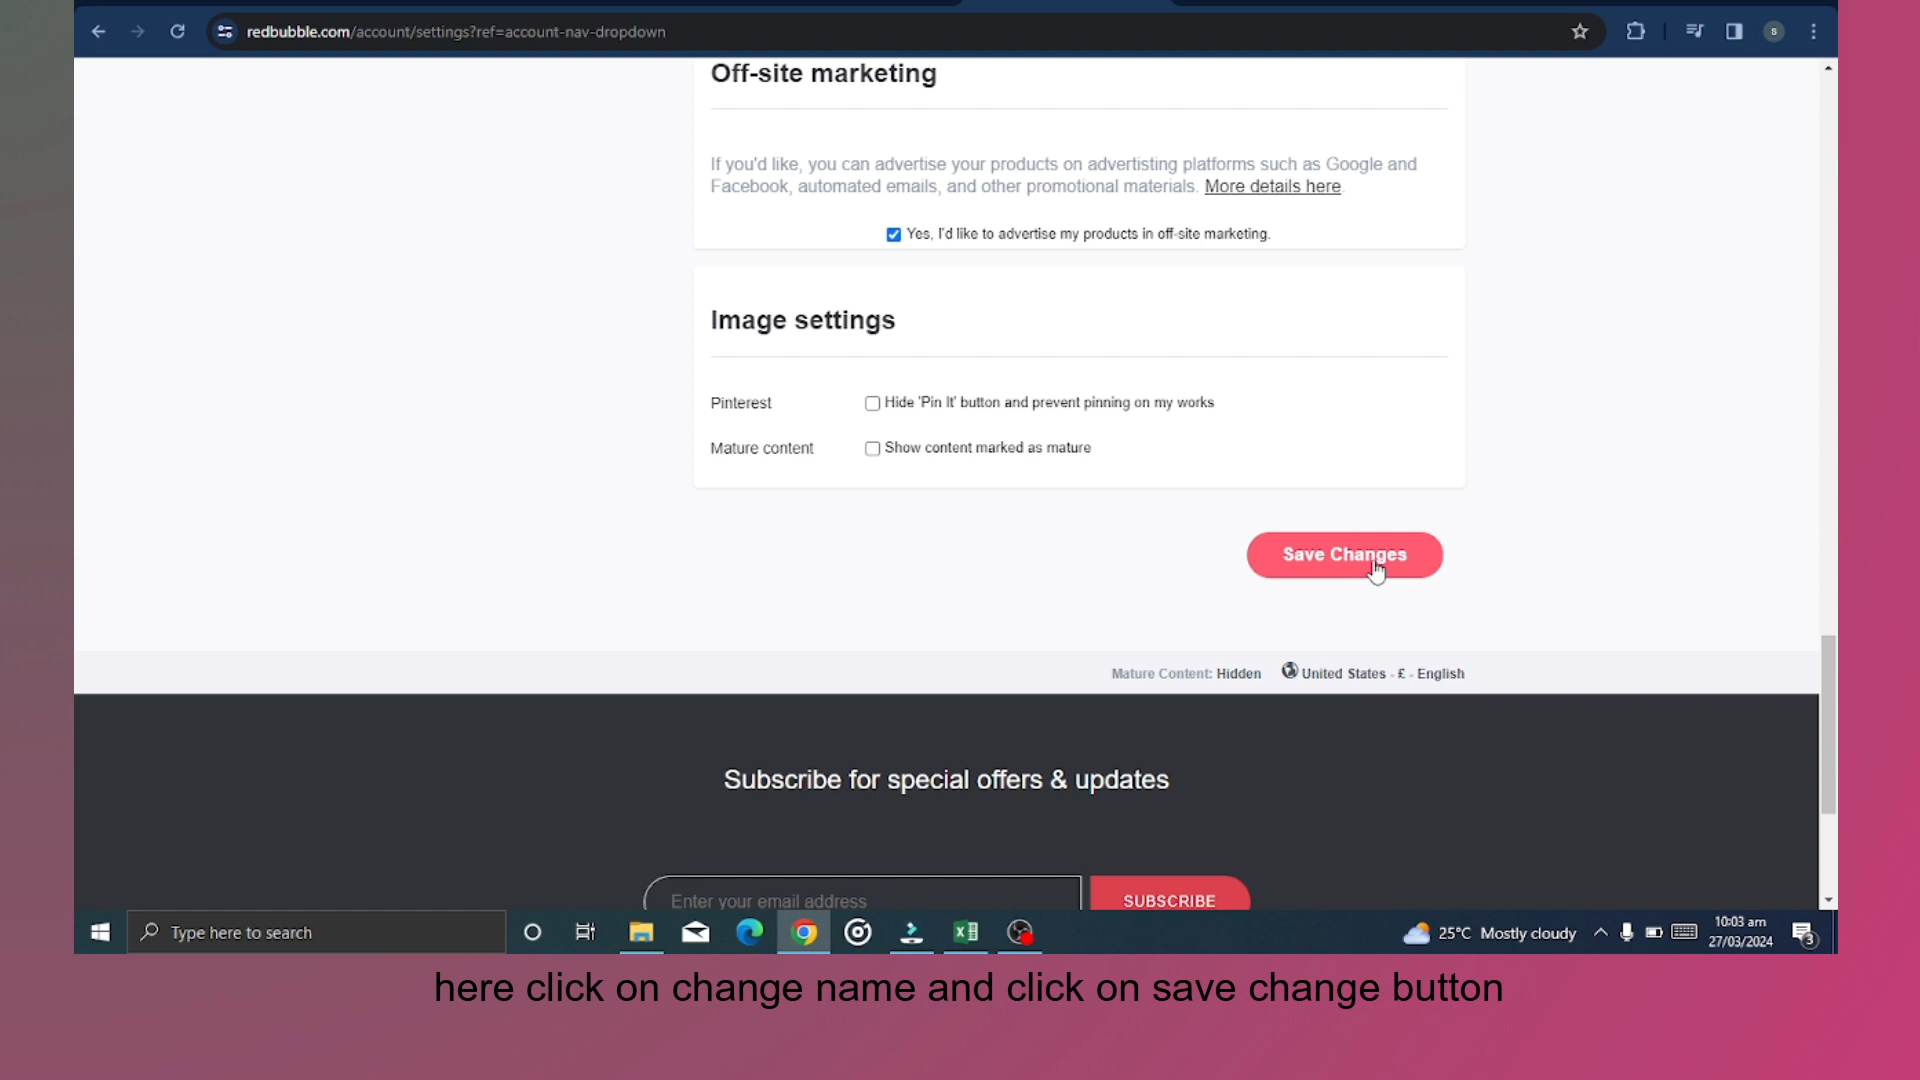 redbubble.com/account/settings?ref=account-nav-dropdown
s
Off-site marketing
If you'd like, you can advertise your products on advertisting platforms such as Google and
Facebook, automated emails, and other promotional materials. More details here.
Yes, I'd like to advertise my products in off-site marketing.
Image settings
Pinterest
Hide 'Pin It' button and prevent pinning on my works
Mature content
Show content marked as mature
Save Changes
Mature Content: Hidden
United States - £ - English
Subscribe for special offers & updates
Enter your email address
SUBSCRIBE
Type here to search
25°C Mostly cloudy
10:03 am
27/03/2024
3
here click on change name and click on save change button